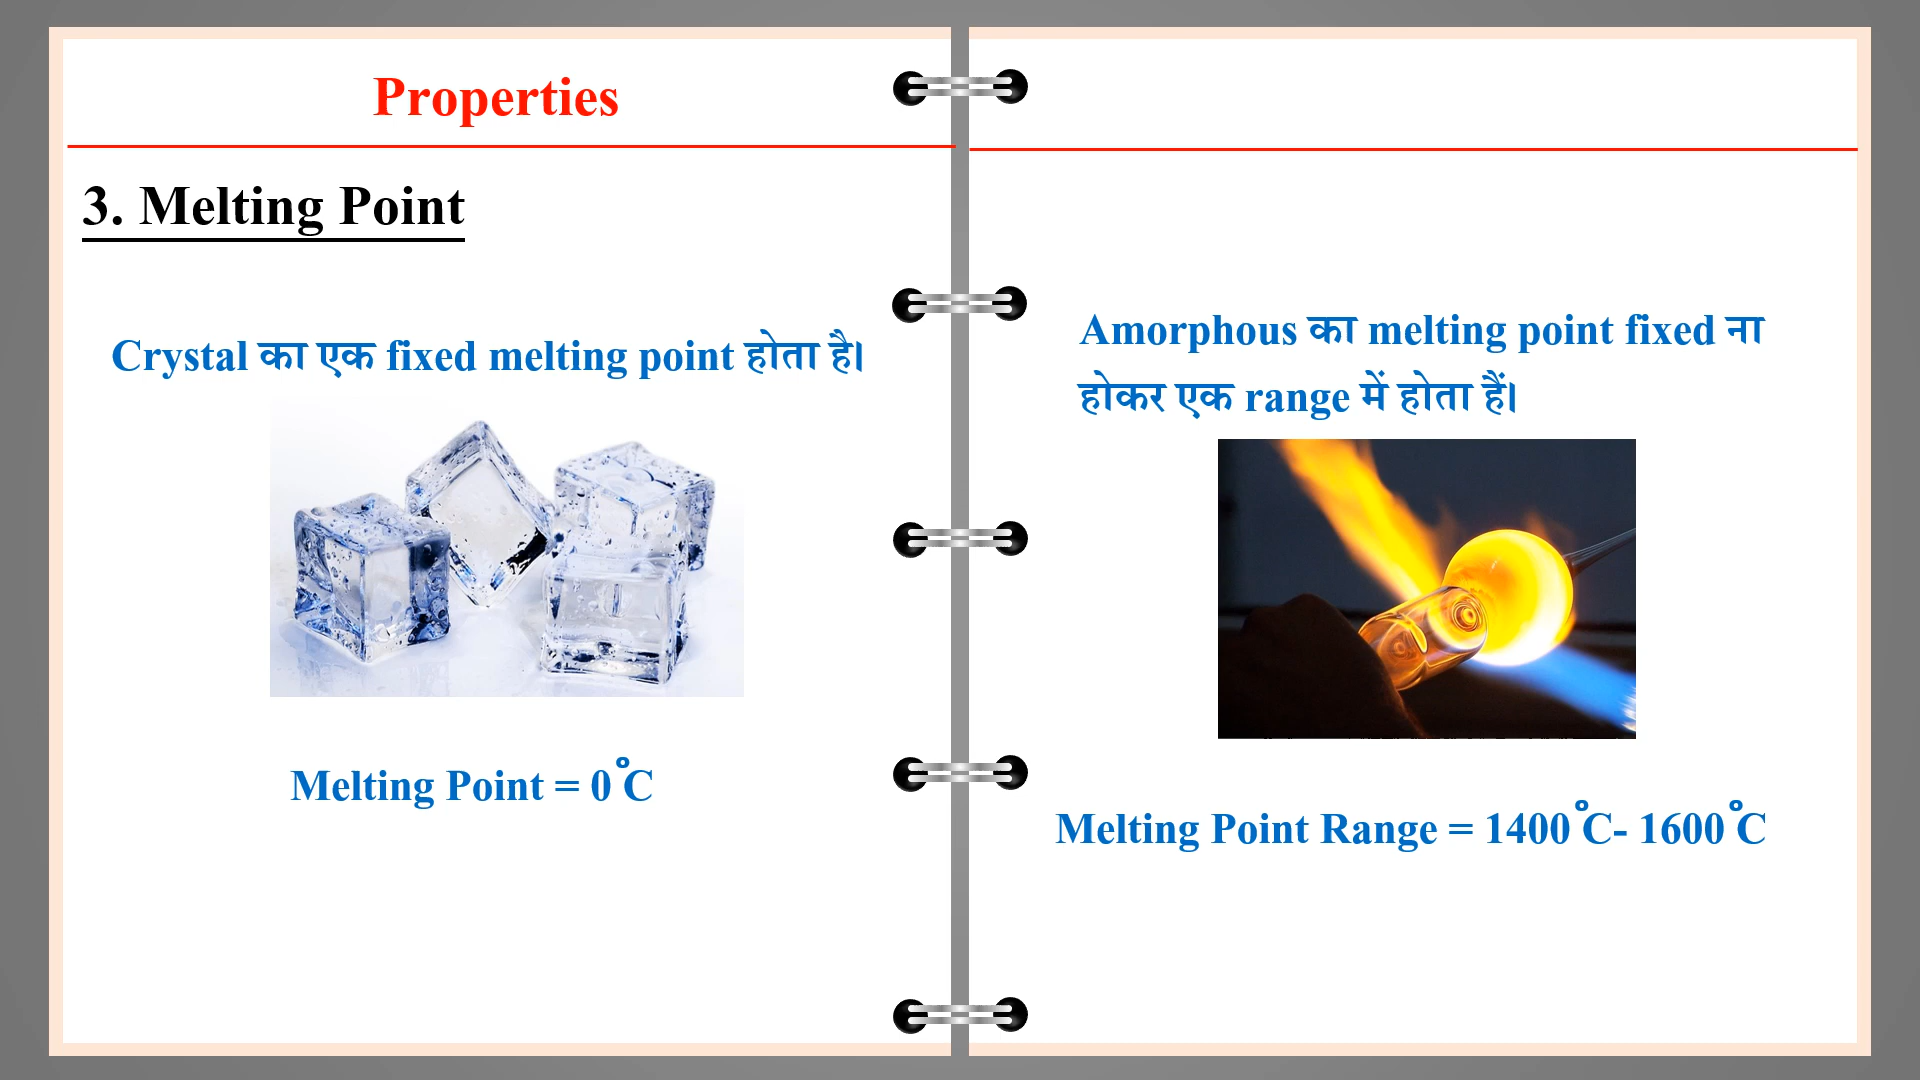 Properties
3. Melting Point
Crystal का एक fixed melting point होता है।
Melting Point = 0°C
Amorphous का melting point fixed ना
होकर एक range में होता हैं।
Melting Point Range = 1400°C- 1600°C